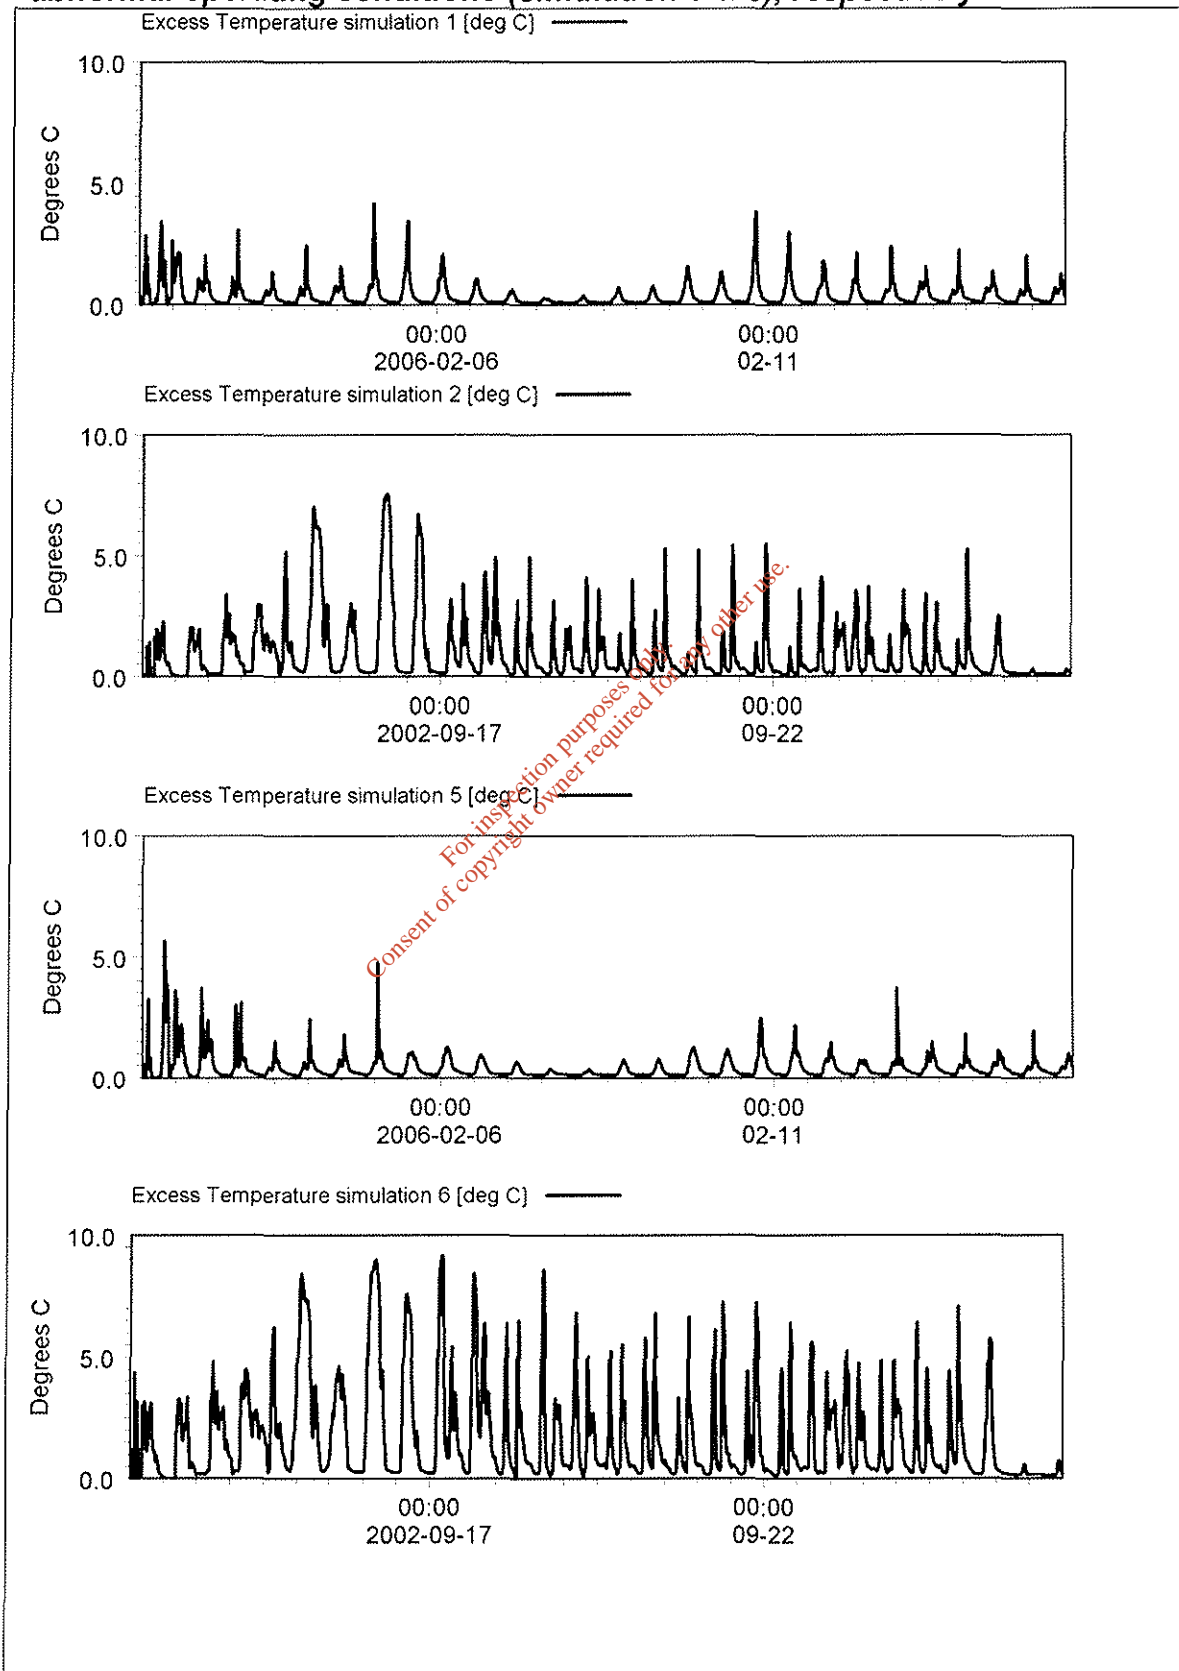 Excess Temperature simulation 1 [deg C]
10.0
5.0
0.0
Degrees C
00:00
2006-02-06
00:00
02-11
Excess Temperature simulation 2 [deg C]
10.0
5.0
0.0
Degrees C
00:00
2002-09-17
00:00
09-22
Excess Temperature simulation 5 [deg C]
10.0
5.0
0.0
Degrees C
00:00
2006-02-06
00:00
02-11
Excess Temperature simulation 6 [deg C]
10.0
5.0
0.0
Degrees C
00:00
2002-09-17
00:00
09-22
For inspection purposes only.
Consent of copyright owner required for any other use.